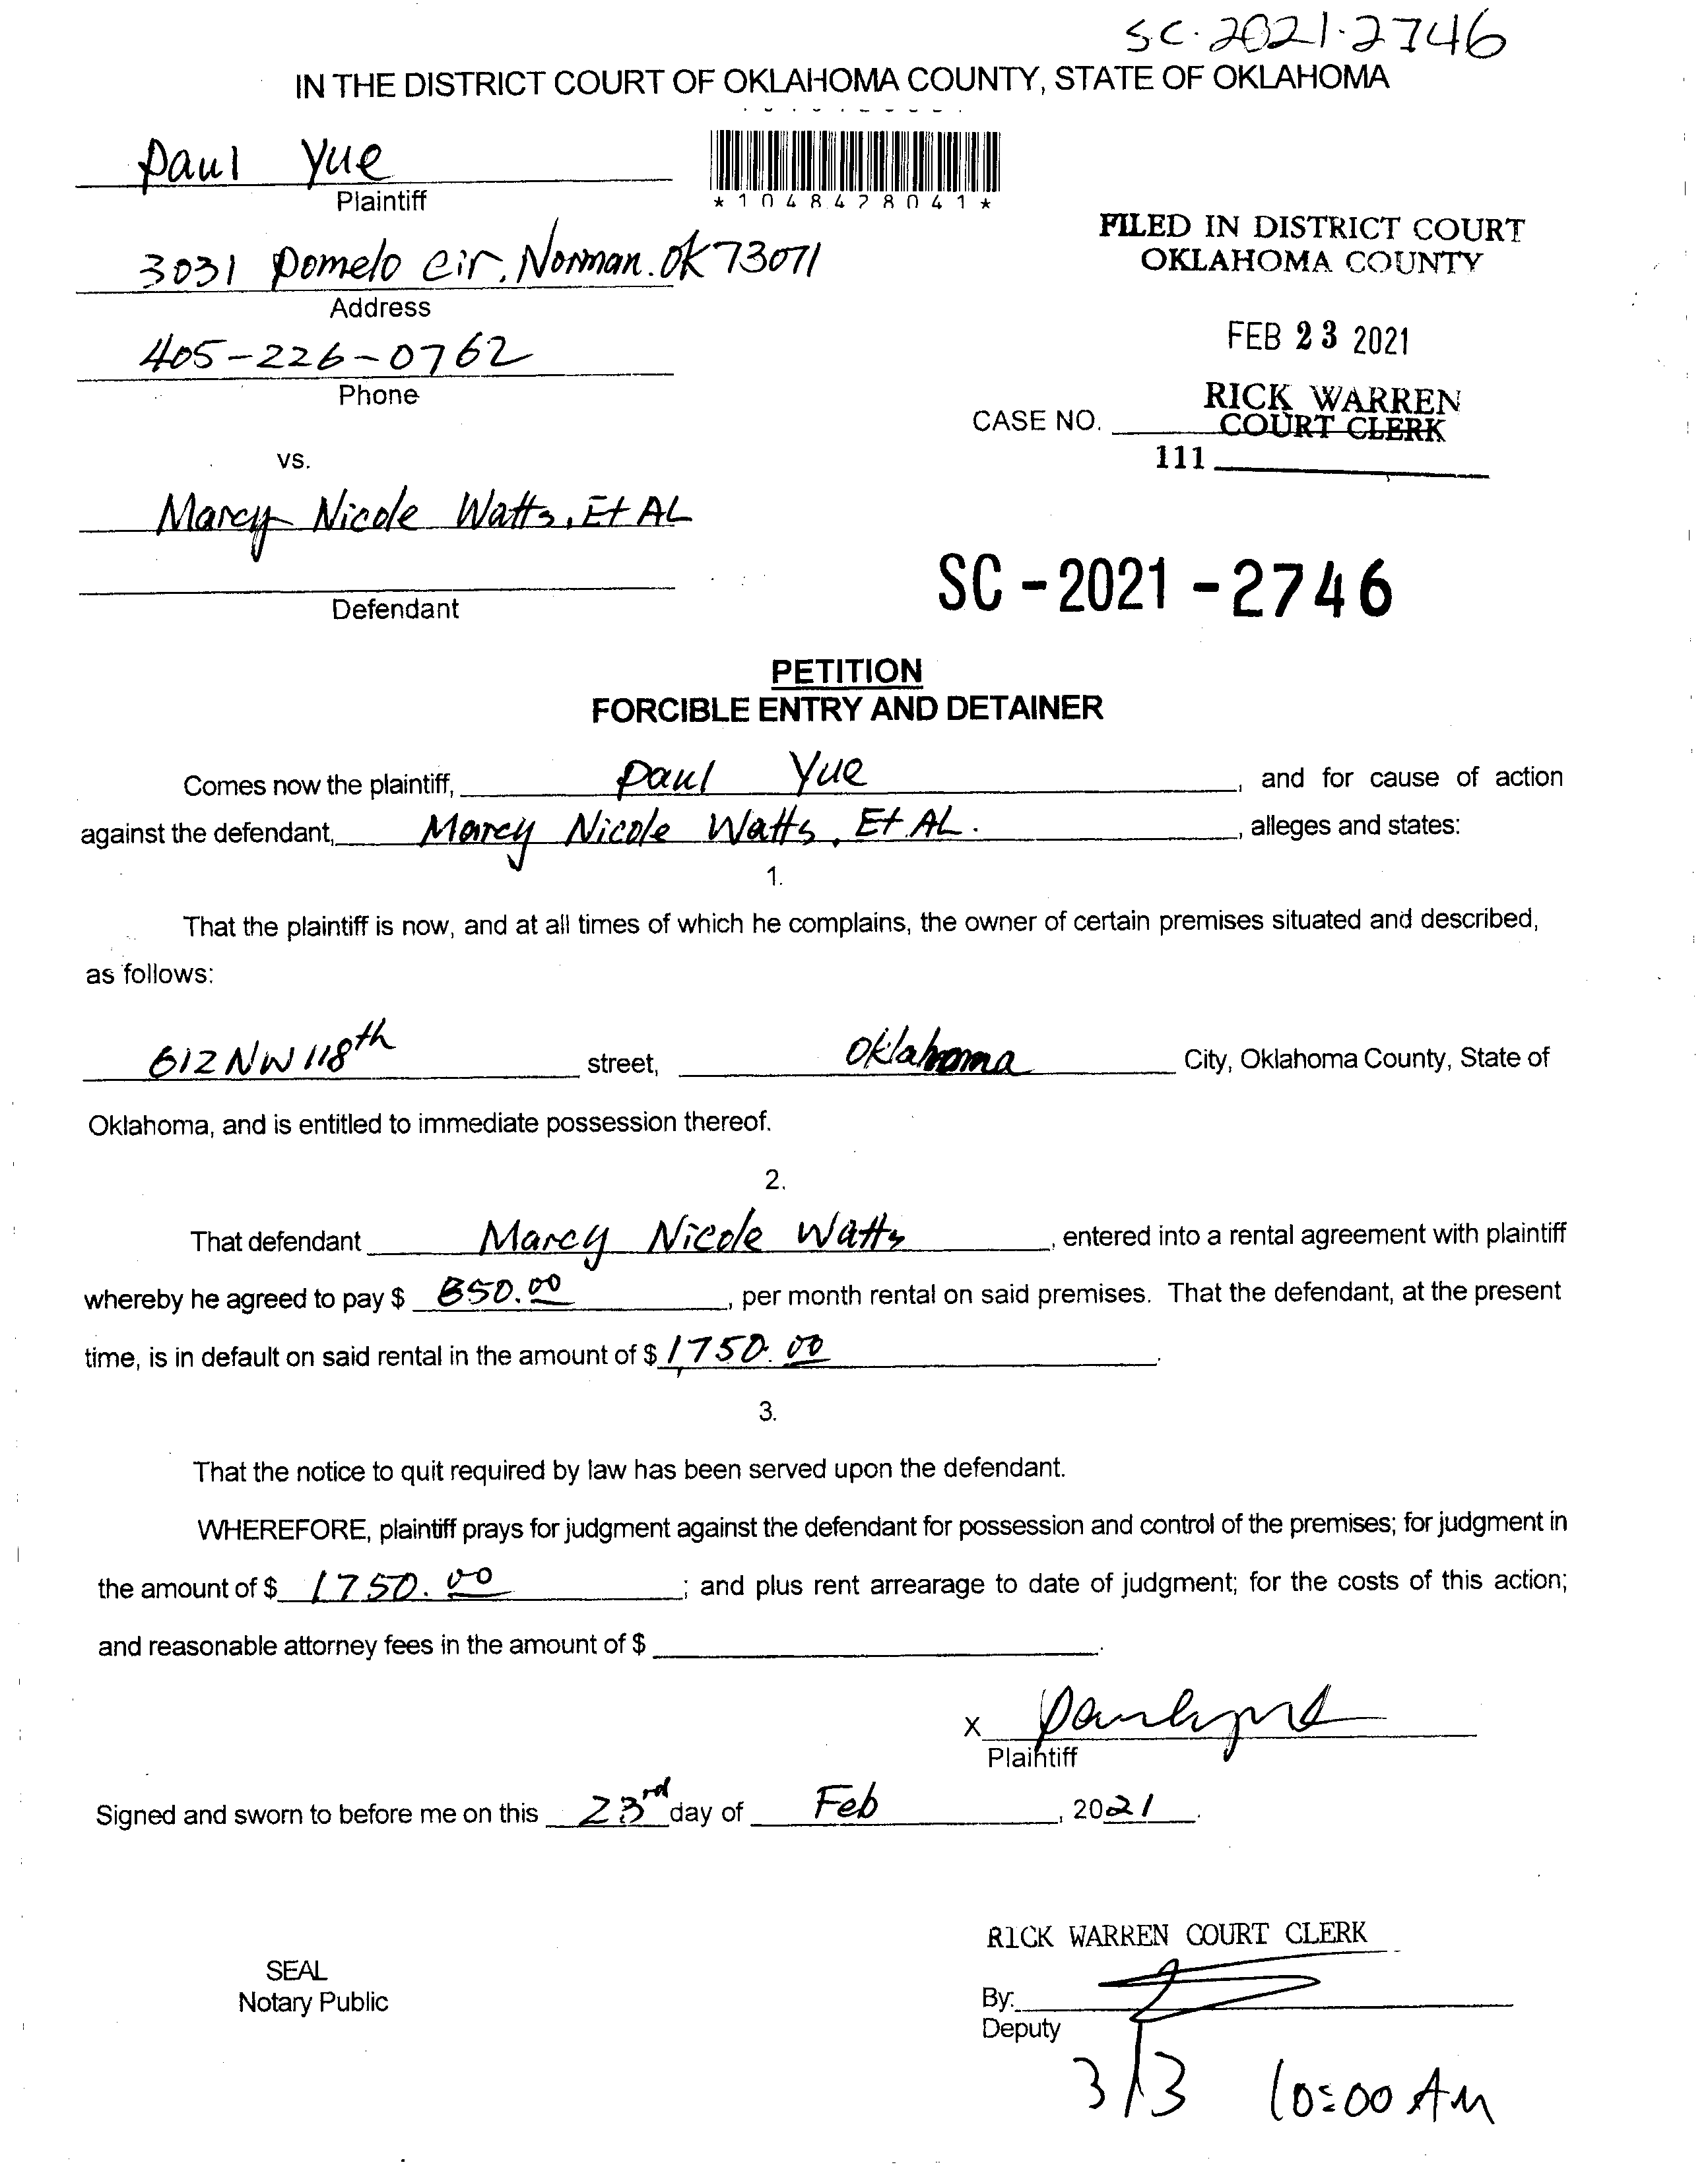 SC-2021-2746
IN THE DISTRICT COURT OF OKLAHOMA COUNTY, STATE OF OKLAHOMA
Paul Yue
Plaintiff
*1048428041*
3031 Pomelo Cir, Norman. OK 73071
Address
FILED IN DISTRICT COURT
OKLAHOMA COUNTY
405-226-0762
Phone
FEB 23 2021
RICK WARREN
CASE NO. COURT CLERK
111
vs.
Marcy Nicole Watts, Et AL
Defendant
SC-2021-2746
PETITION
FORCIBLE ENTRY AND DETAINER
Comes now the plaintiff, Paul Yue, and for cause of action
against the defendant, Marcy Nicole Watts, Et AL., alleges and states:
1.
That the plaintiff is now, and at all times of which he complains, the owner of certain premises situated and described,
as follows:
612 NW 118th street, Oklahoma City, Oklahoma County, State of
Oklahoma, and is entitled to immediate possession thereof.
2.
That defendant Marcy Nicole Watts, entered into a rental agreement with plaintiff
whereby he agreed to pay $ 850.00, per month rental on said premises. That the defendant, at the present
time, is in default on said rental in the amount of $ 1750.00.
3.
That the notice to quit required by law has been served upon the defendant.
WHEREFORE, plaintiff prays for judgment against the defendant for possession and control of the premises; for judgment in
the amount of $ 1750.00; and plus rent arrearage to date of judgment; for the costs of this action;
and reasonable attorney fees in the amount of $ .
X
Plaintiff
Signed and sworn to before me on this 23rd day of Feb, 2021.
RICK WARREN COURT CLERK
SEAL
Notary Public
By:
Deputy
3/3 10:00 AM